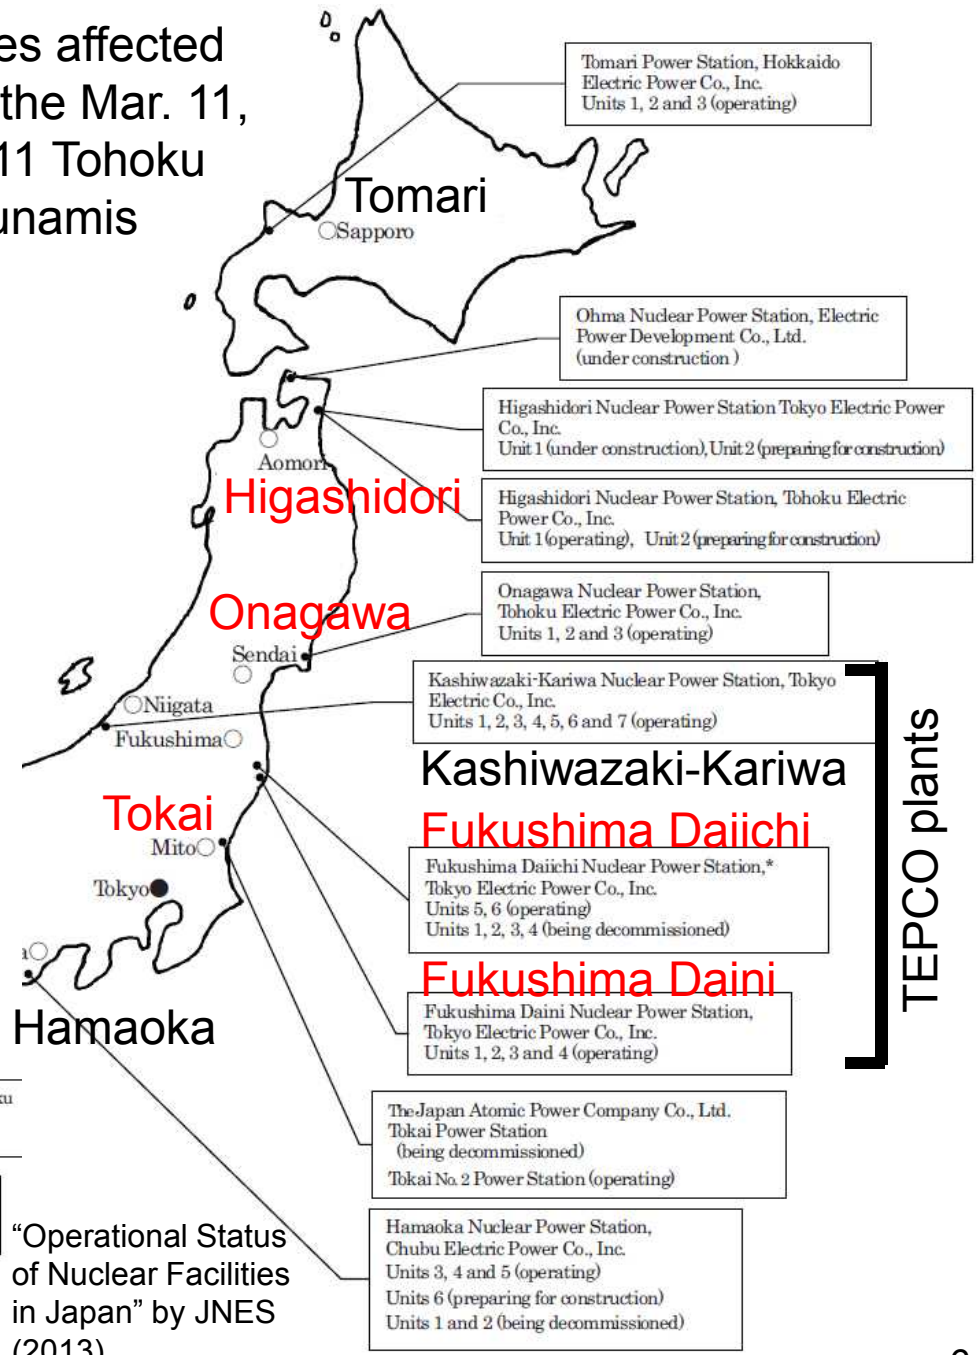 es affected
the Mar. 11,
11 Tohoku
unamis
Tomari Power Station, Hokkaido
Electric Power Co., Inc.
Units 1, 2 and 3 (operating)
Tomari
Sapporo
Ohma Nuclear Power Station, Electric
Power Development Co., Ltd.
(under construction )
Higashidori Nuclear Power Station Tokyo Electric Power
Co., Inc.
Unit 1 (under construction), Unit 2 (preparing for construction)
Aomori
Higashidori
Higashidori Nuclear Power Station, Tohoku Electric
Power Co., Inc.
Unit 1 (operating), Unit 2 (preparing for construction)
Onagawa
Onagawa Nuclear Power Station,
Tohoku Electric Power Co., Inc.
Units 1, 2 and 3 (operating)
Sendai
Kashiwazaki-Kariwa Nuclear Power Station, Tokyo
Electric Co., Inc.
Units 1, 2, 3, 4, 5, 6 and 7 (operating)
Niigata
Fukushima
Kashiwazaki-Kariwa
TEPCO plants
Tokai
Fukushima Daiichi
Mito
Fukushima Daiichi Nuclear Power Station,*
Tokyo Electric Power Co., Inc.
Units 5, 6 (operating)
Units 1, 2, 3, 4 (being decommissioned)
Tokyo
Fukushima Daini
Fukushima Daini Nuclear Power Station,
Tokyo Electric Power Co., Inc.
Units 1, 2, 3 and 4 (operating)
Hamaoka
The Japan Atomic Power Company Co., Ltd.
Tokai Power Station
(being decommissioned)
Tokai No. 2 Power Station (operating)
Hamaoka Nuclear Power Station,
Chubu Electric Power Co., Inc.
Units 3, 4 and 5 (operating)
Units 6 (preparing for construction)
Units 1 and 2 (being decommissioned)
“Operational Status
of Nuclear Facilities
in Japan” by JNES
(2013)